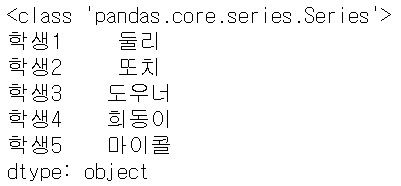 <class 'pandas.core.series.Series'>
학생1 둘리
학생2 또치
학생3 도우너
학생4 희동이
학생5 마이콜
dtype: object